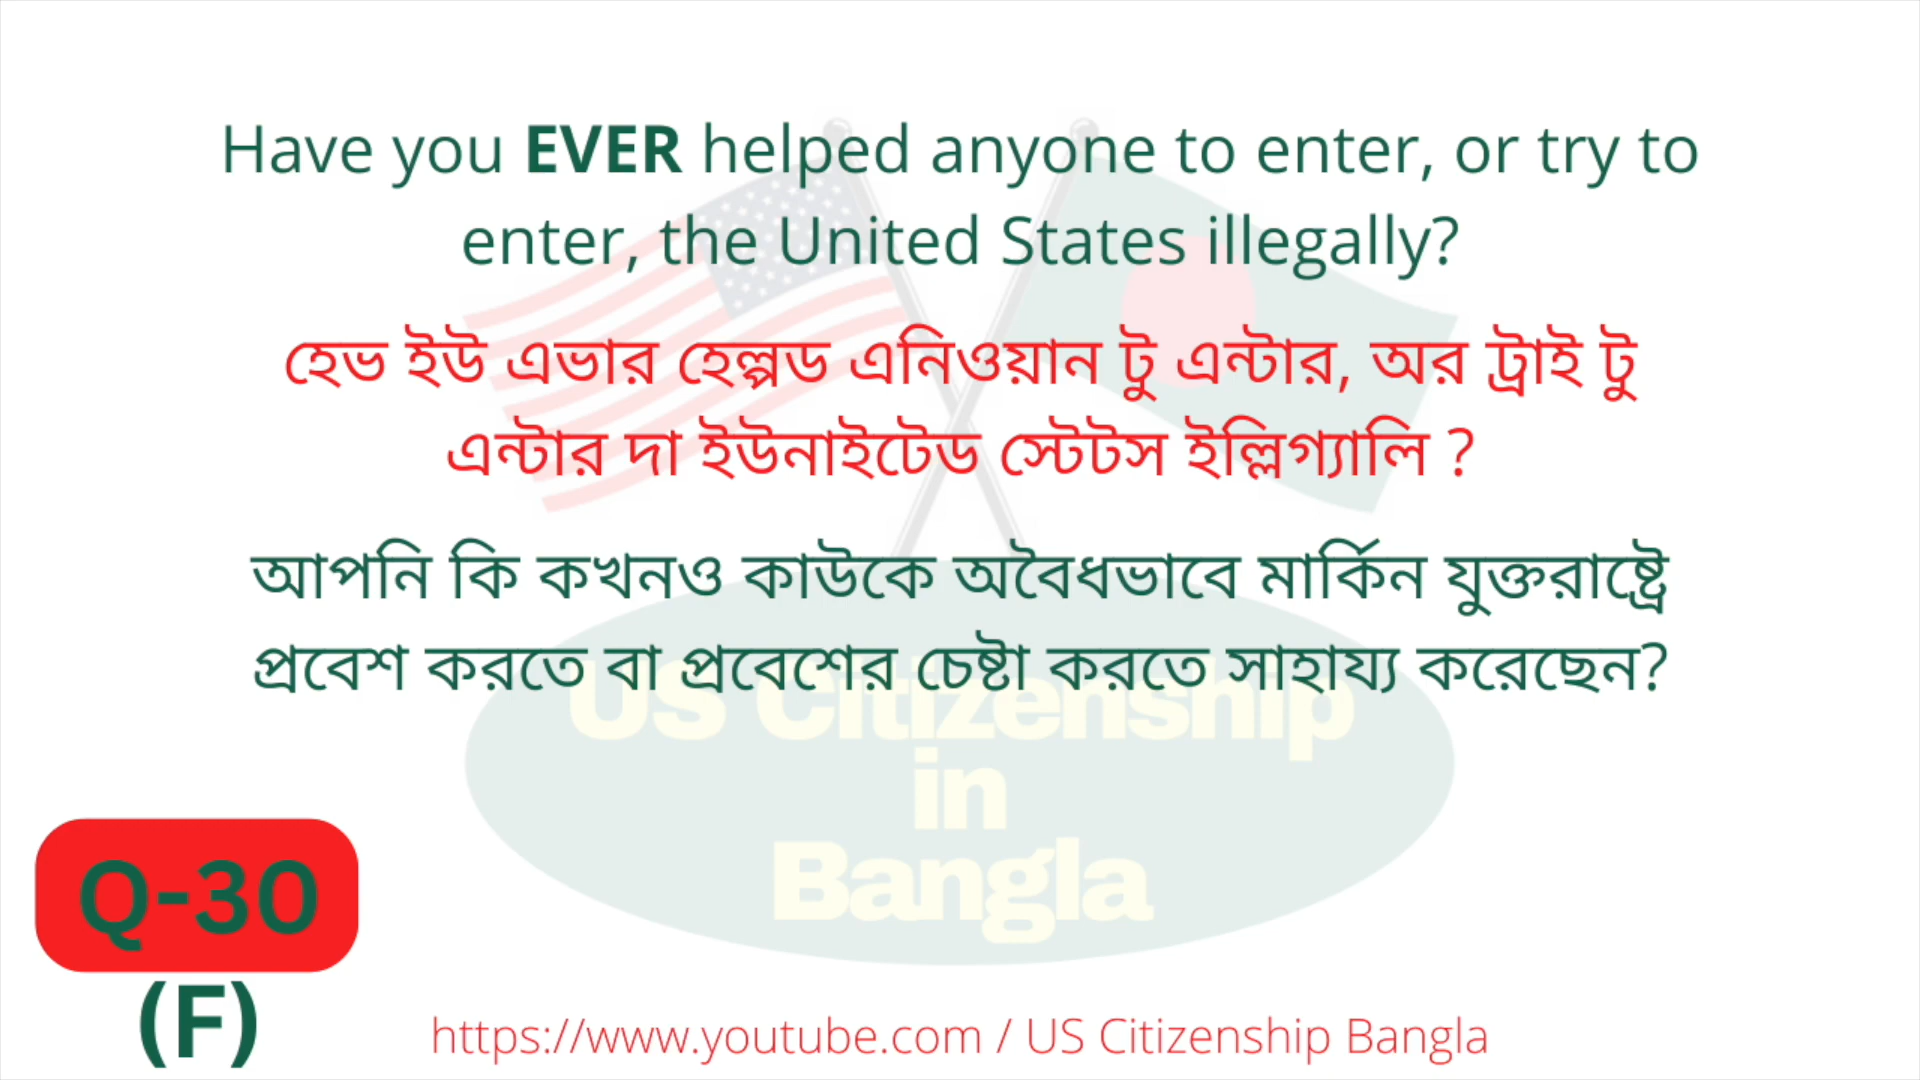 Have you EVER helped anyone to enter, or try to
enter, the United States illegally?
হেভ ইউ এভার হেল্পড এনিওয়ান টু এন্টার, অর ট্রাই টু
এন্টার দা ইউনাইটেড স্টেটস ইল্লিগ্যালি ?
আপনি কি কখনও কাউকে অবৈধভাবে মার্কিন যুক্তরাষ্ট্রে
প্রবেশ করতে বা প্রবেশের চেষ্টা করতে সাহায্য করেছেন?
US Citizenship
in
Bangla
Q-30
(F)
https://www.youtube.com / US Citizenship Bangla